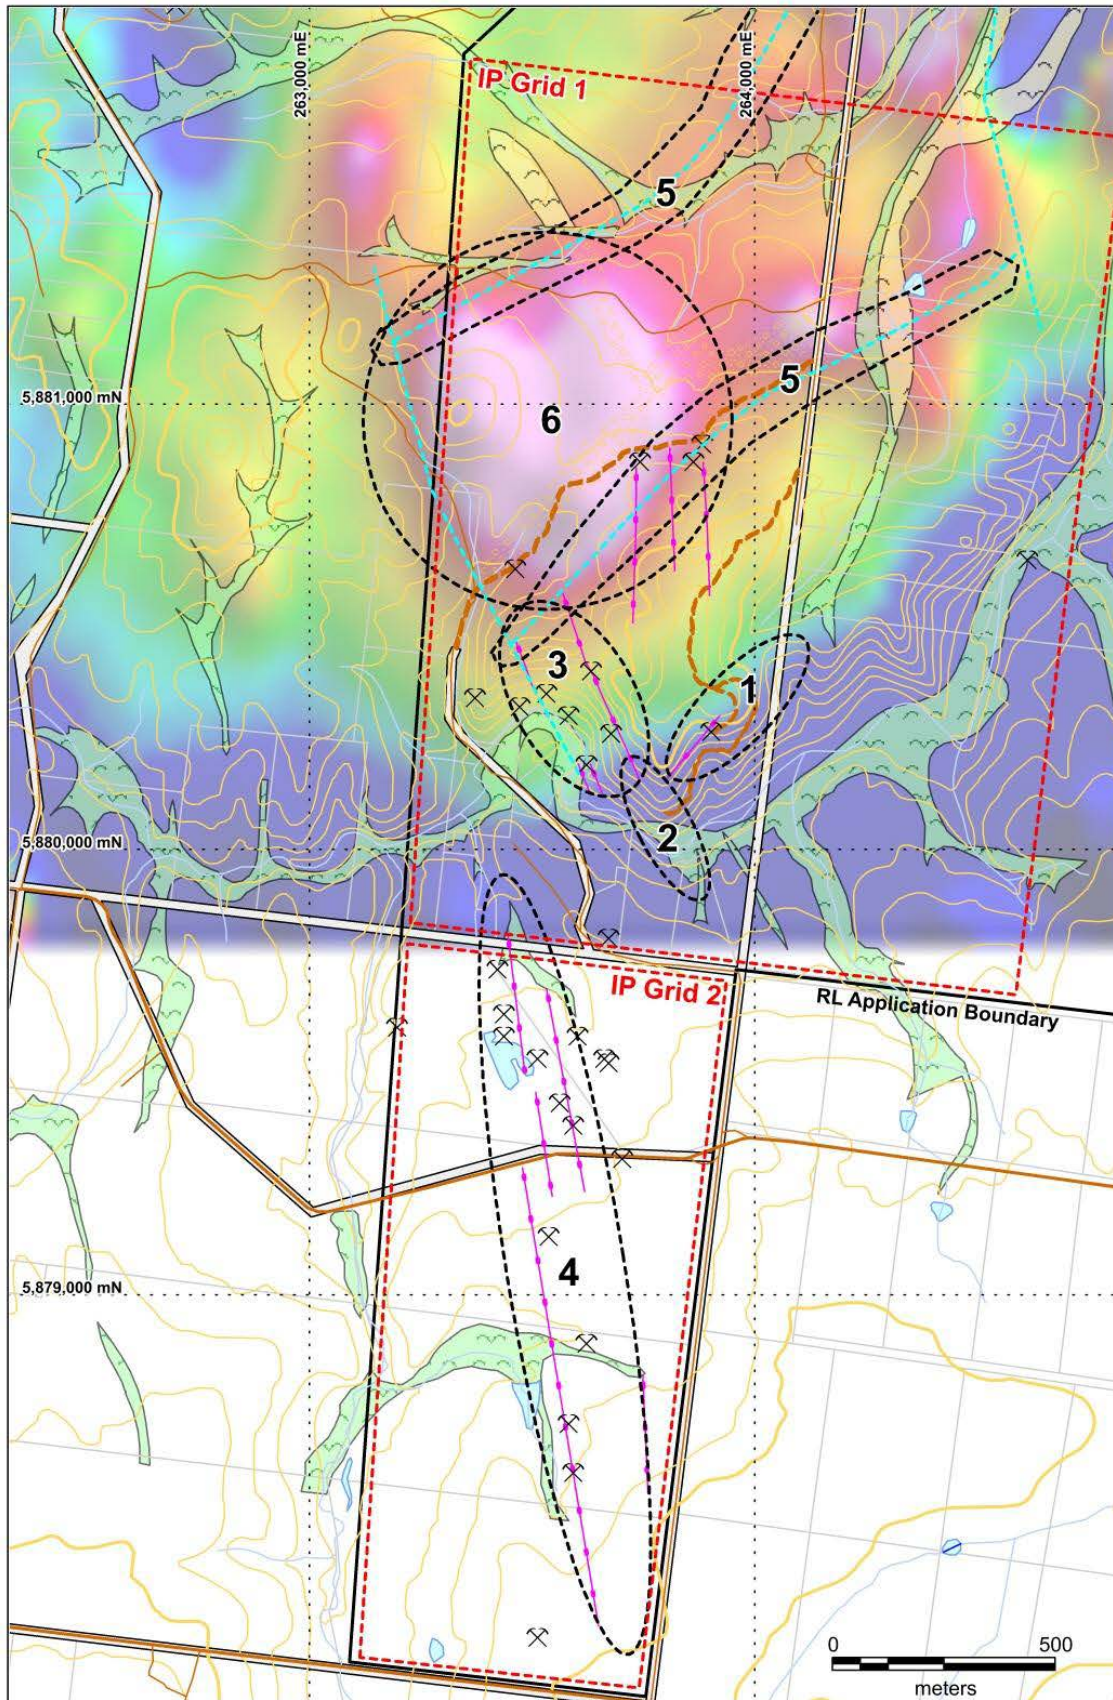 IP Grid 1
263,000 mE
264,000 mE
5
5
5,881,000 mN
6
3
1
2
5,880,000 mN
IP Grid 2
RL Application Boundary
4
5,879,000 mN
0 500
meters